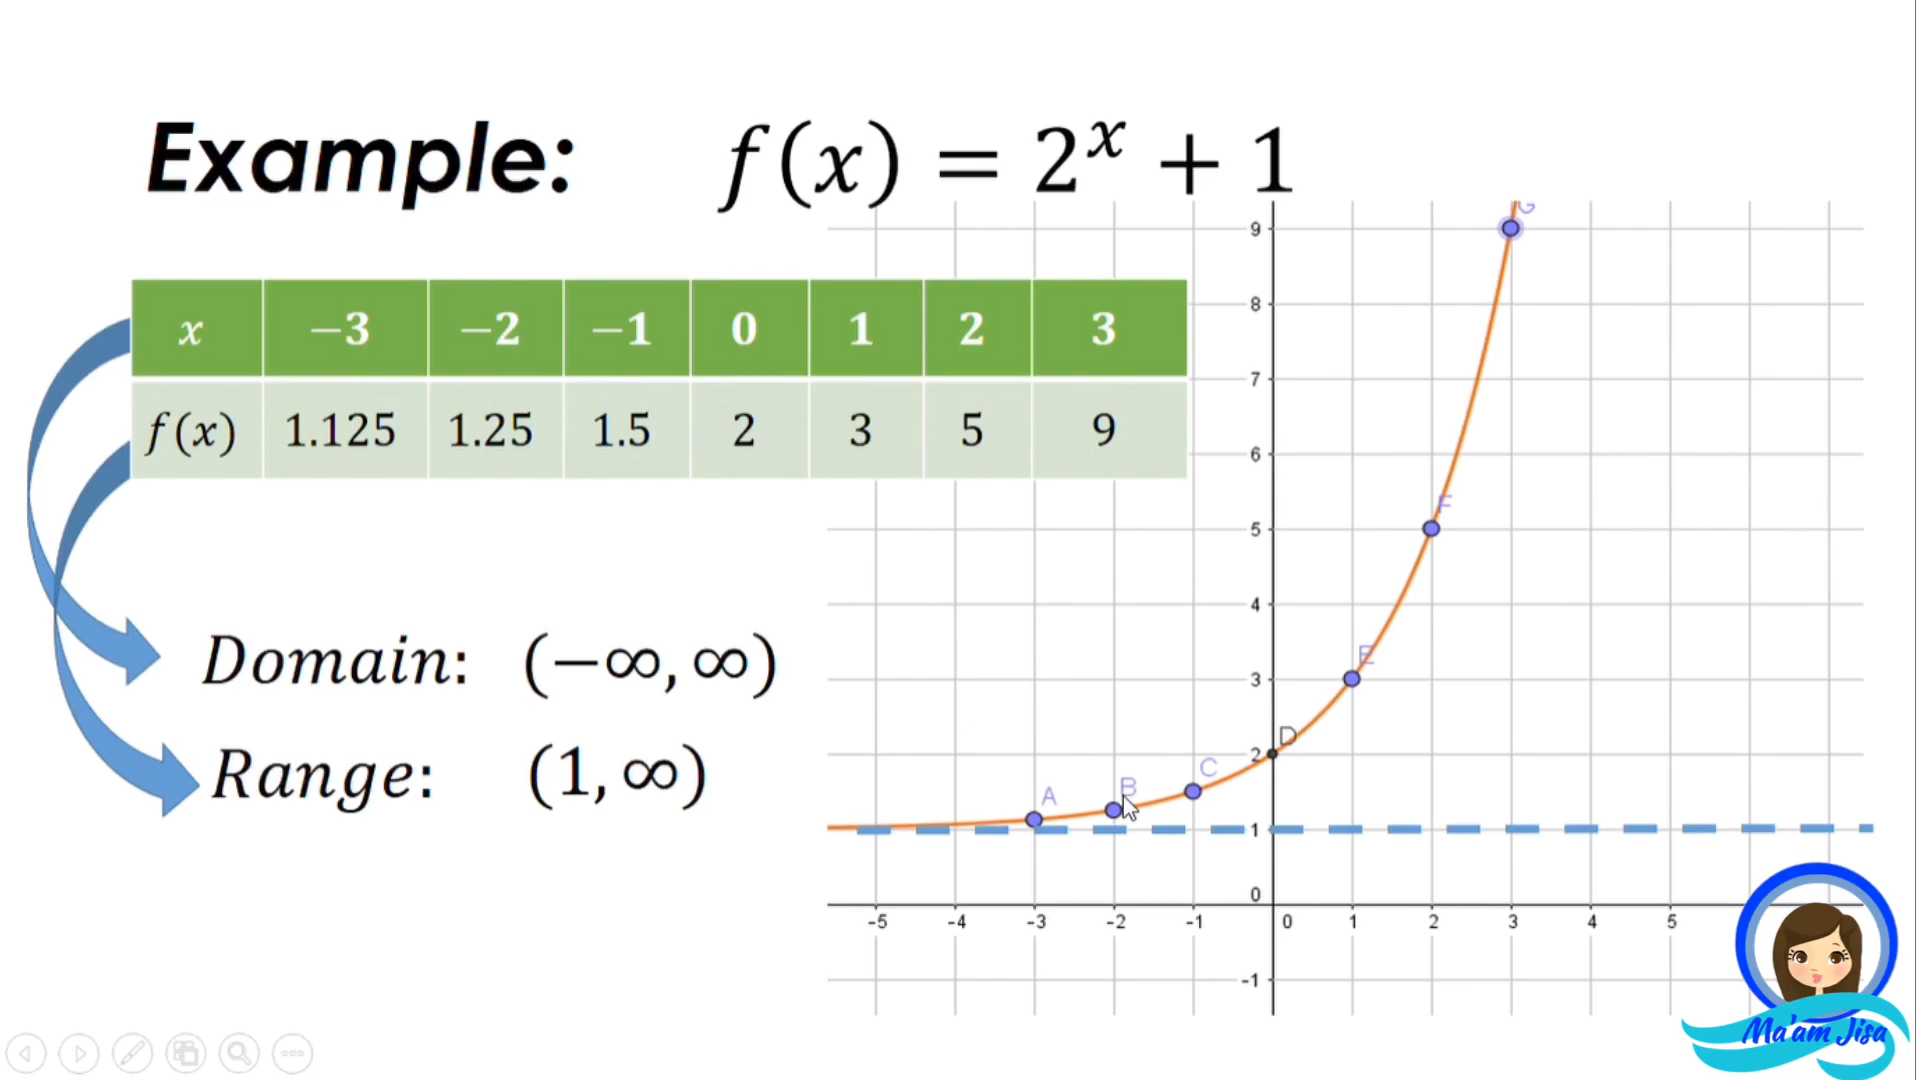 Example: f(x) = 2ˣ + 1
x −3 −2 −1 0 1 2 3
f(x) 1.125 1.25 1.5 2 3 5 9
Domain: (−∞, ∞)
Range: (1, ∞)
G
9
8
7
6
F
5
4
E
3
D
2
C
B
A
1
0
-5 -4 -3 -2 -1 0 1 2 3 4 5
-1
Ma'am Jisa